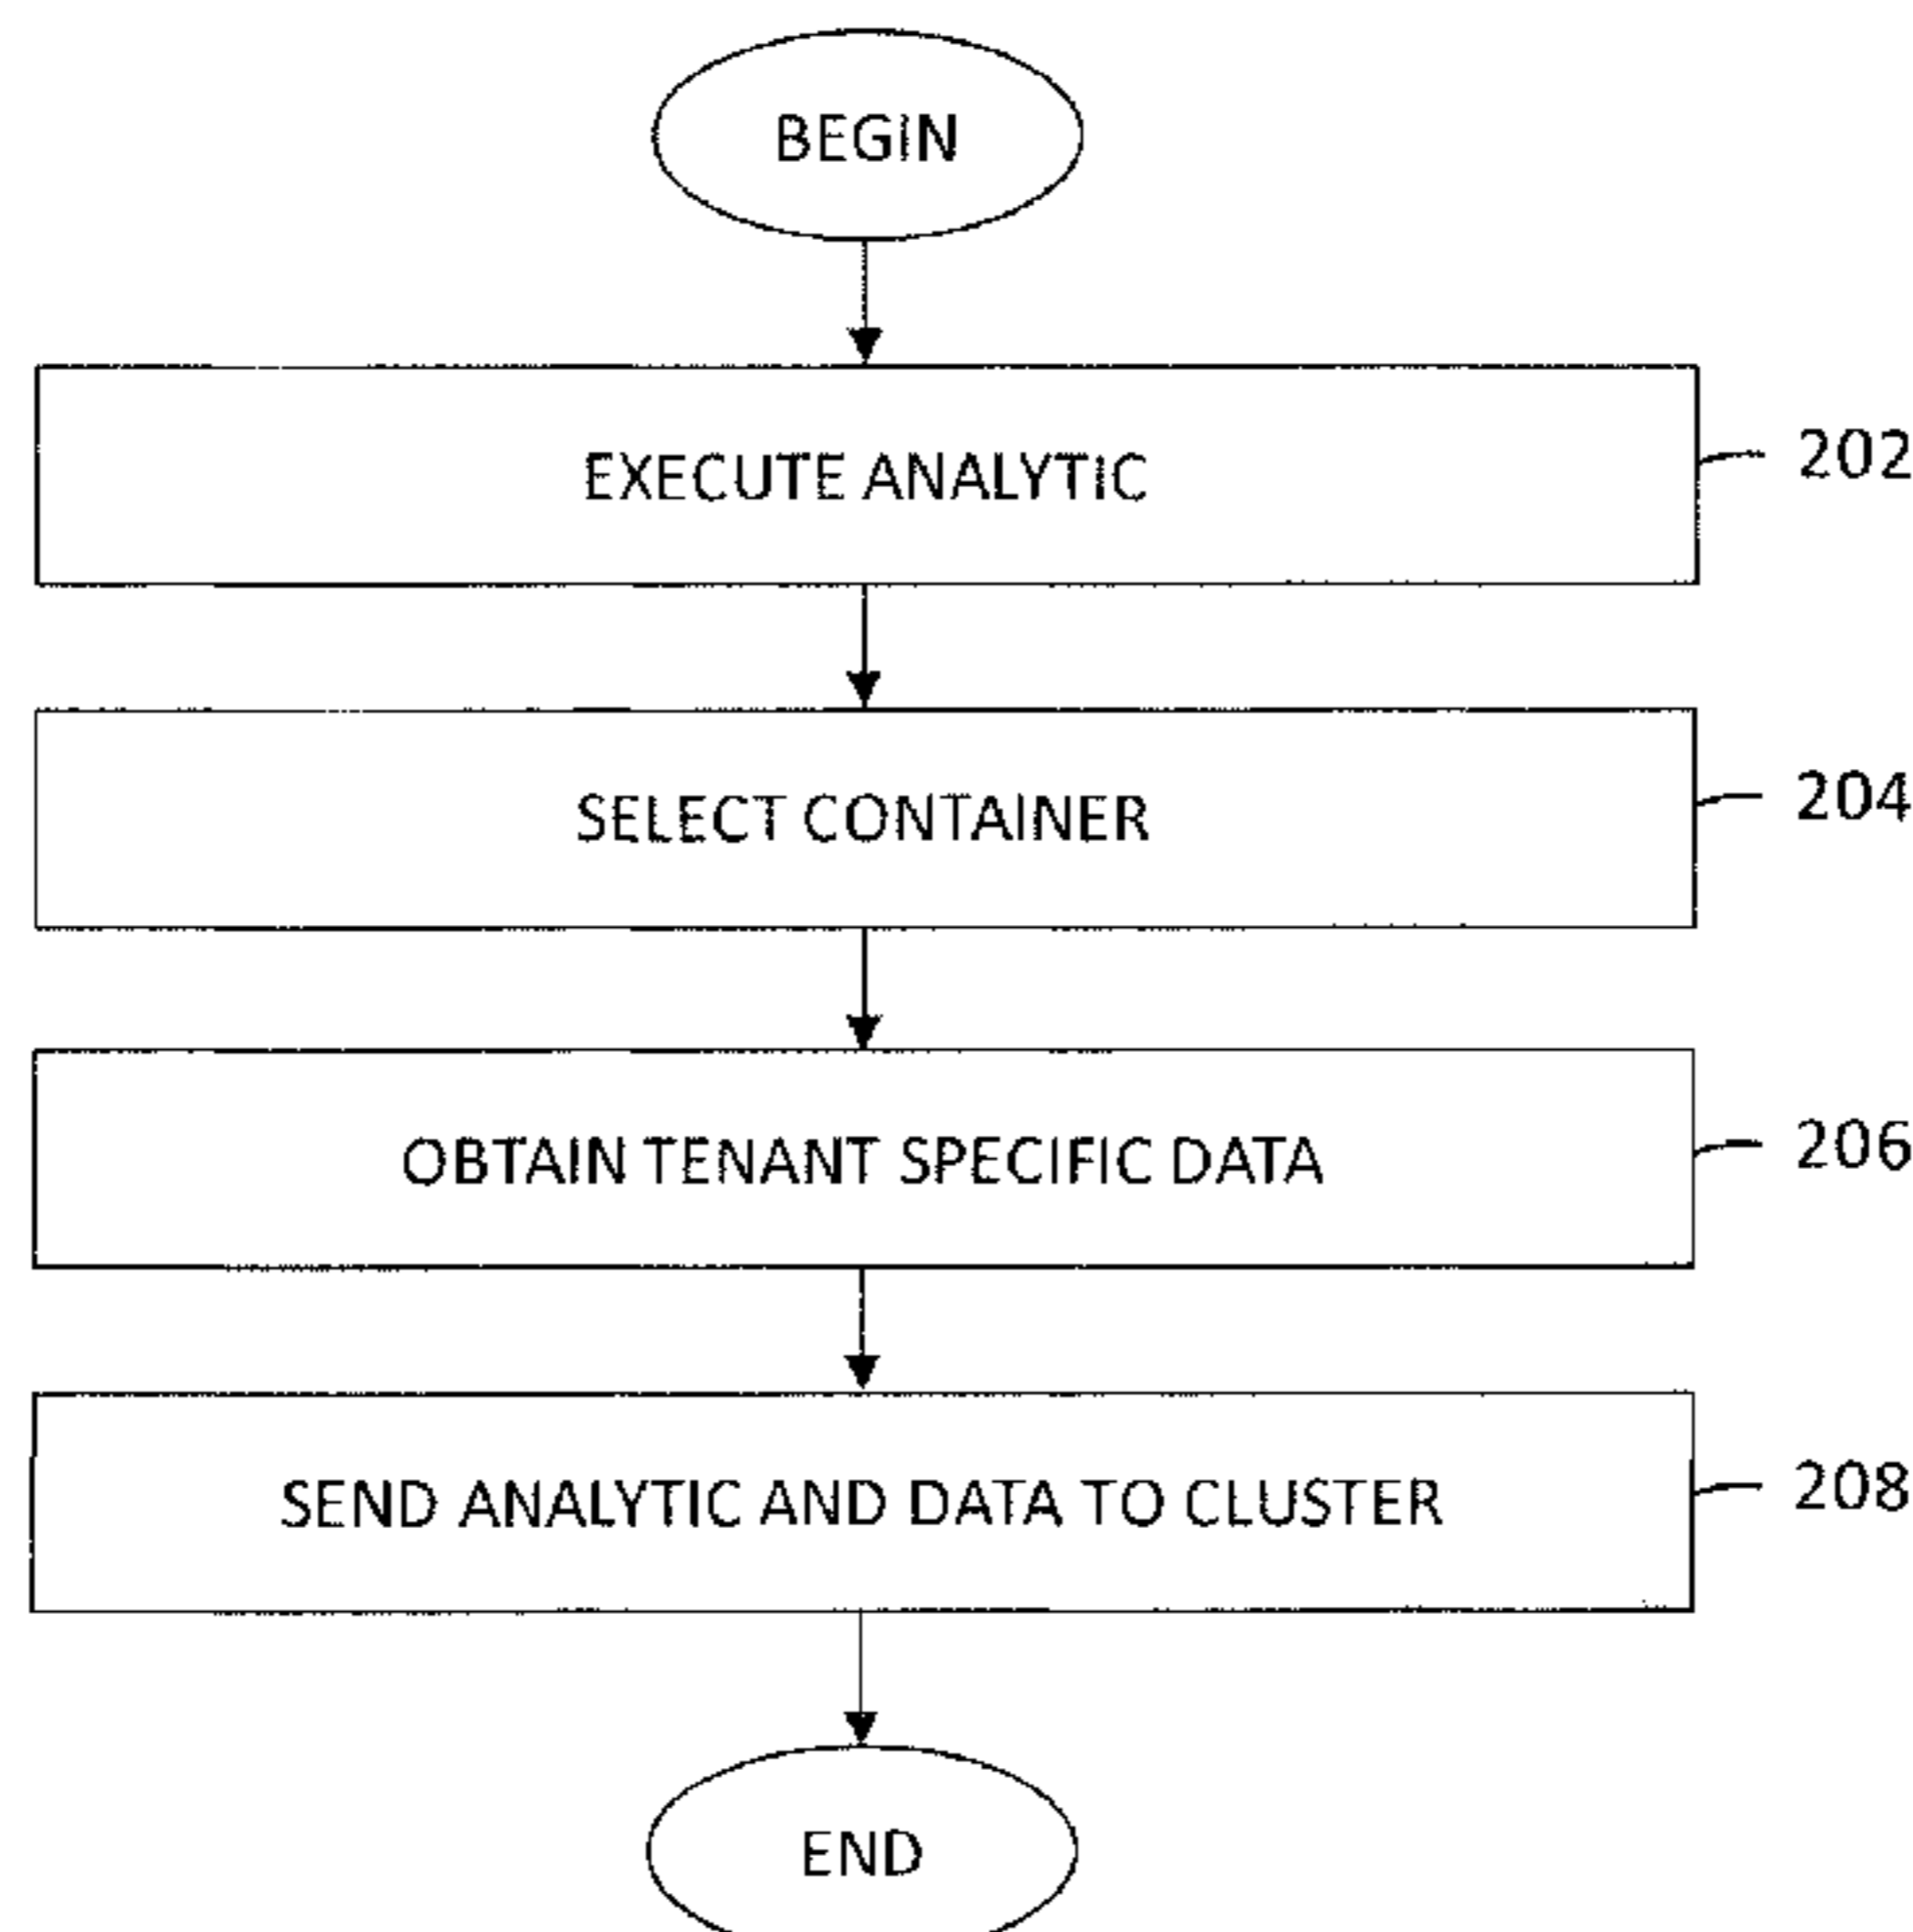 BEGIN
EXECUTE ANALYTIC
202
SELECT CONTAINER
204
OBTAIN TENANT SPECIFIC DATA
206
SEND ANALYTIC AND DATA TO CLUSTER
208
END